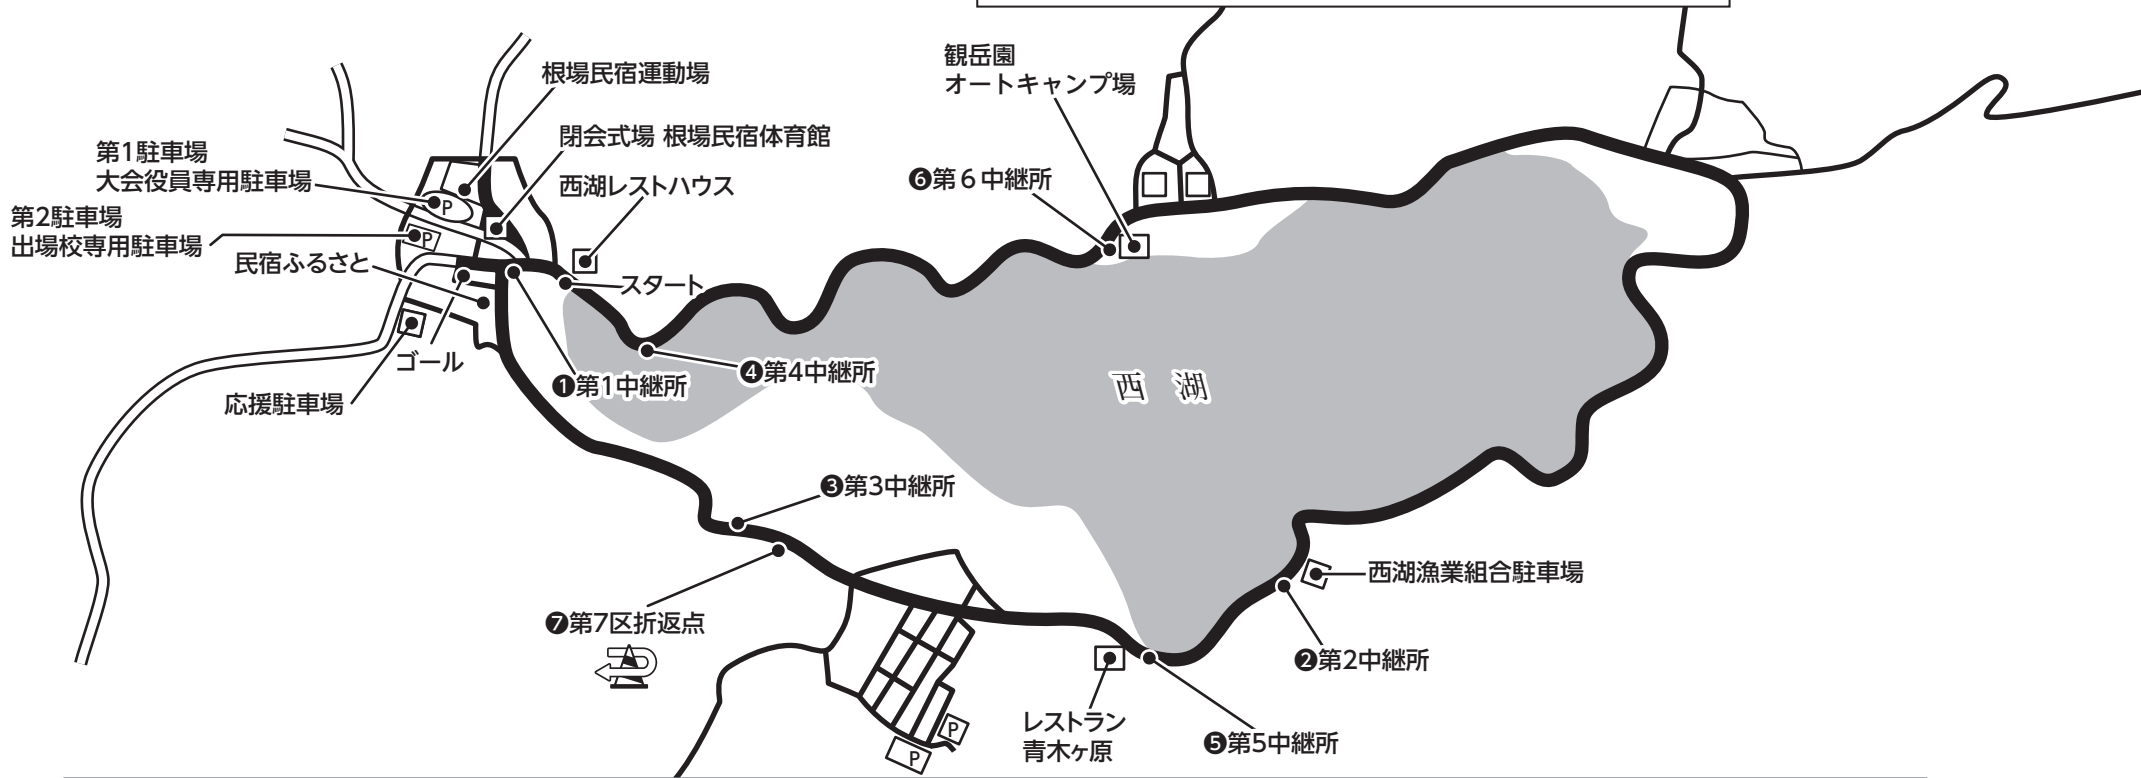 観岳園
オートキャンプ場
根場民宿運動場
閉会式場 根場民宿体育館
第1駐車場
大会役員専用駐車場
西湖レストハウス
❻第６中継所
P
第2駐車場
出場校専用駐車場
P
民宿ふるさと
スタート
ゴール
❶第1中継所
❹第4中継所
西 湖
応援駐車場
❸第3中継所
西湖漁業組合駐車場
❼第7区折返点
❷第2中継所
レストラン
青木ヶ原
❺第5中継所
P
P